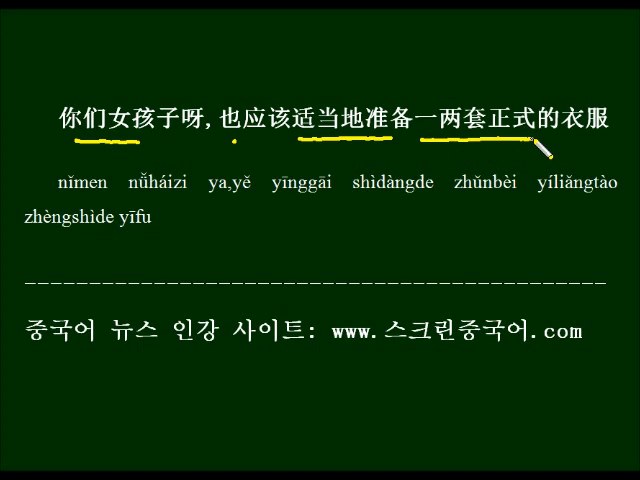 你们女孩子呀,也应该适当地准备一两套正式的衣服
nǐmen nǚháizi ya,yě yīnggāi shìdàngde zhǔnbèi yíliǎngtào
zhèngshìde yīfu
-----------------------------------------------
중국어 뉴스 인강 사이트: www.스크린중국어.com